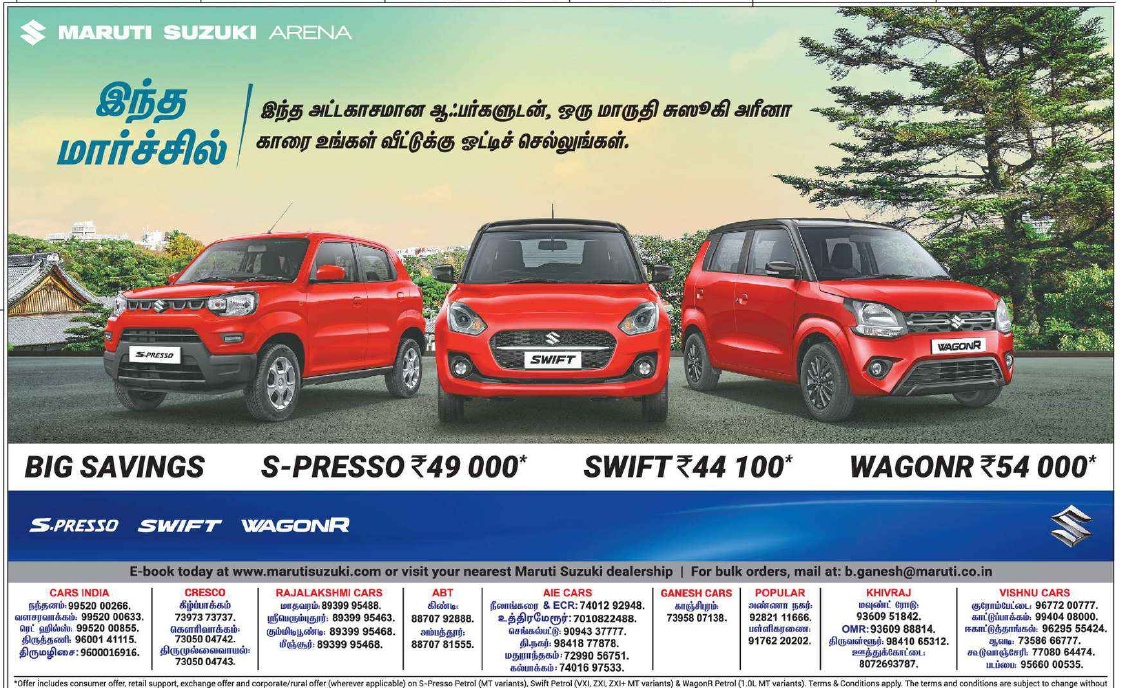 MARUTI SUZUKI ARENA
இந்த
மார்ச்சில்
இந்த அட்டகாசமான ஆஃபர்களுடன், ஒரு மாருதி சுஸூகி அரீனா
காரை உங்கள் வீட்டுக்கு ஓட்டிச் செல்லுங்கள்.
S-PRESSO
SWIFT
WAGONR
BIG SAVINGS S-PRESSO ₹49 000* SWIFT ₹44 100* WAGONR ₹54 000*
S-PRESSO SWIFT WAGONR
E-book today at www.marutisuzuki.com or visit your nearest Maruti Suzuki dealership | For bulk orders, mail at: b.ganesh@maruti.co.in
CARS INDIA
நந்தனம்: 99520 00266.
வளசரவாக்கம்: 99520 00633.
ரெட் ஹில்ஸ்: 99520 00855.
திருத்தணி: 96001 41115.
திருமழிசை: 9600016916.
CRESCO
கீழ்ப்பாக்கம்
73973 73737.
கௌரிவாக்கம்:
73050 04742.
திருமுல்லைவாயல்:
73050 04743.
RAJALAKSHMI CARS
மாதவரம்: 89399 95488.
ஸ்ரீபெரும்புதூர்: 89399 95463.
கும்மிடிபூண்டி: 89399 95468.
மீஞ்சூர்: 89399 95468.
ABT
கிண்டி:
88707 92888.
அம்பத்தூர்:
88707 81555.
AIE CARS
நீலாங்கரை & ECR: 74012 92948.
உத்திரமேரூர்: 7010822488.
செங்கல்பட்டு: 90943 37777.
தி.நகர்: 98418 77878.
மதுராந்தகம்: 72990 56751.
கல்பாக்கம்: 74016 97533.
GANESH CARS
காஞ்சிபுரம்
73958 07138.
POPULAR
அண்ணா நகர்:
92821 11666.
பள்ளிகரணை:
91762 20202.
KHIVRAJ
மவுண்ட் ரோடு:
93609 51842.
OMR: 93609 88814.
திருவள்ளூர்: 98410 65312.
ஊத்துக்கோட்டை:
8072693787.
VISHNU CARS
குரோம்பேட்டை: 96772 00777.
காட்டுப்பாக்கம்: 99404 08000.
ஈகாட்டுத்தாங்கல்: 96295 55424.
ஆவடி: 73586 66777.
கூடுவாஞ்சேரி: 77080 64474.
படப்பை: 95660 00535.
*Offer includes consumer offer, retail support, exchange offer and corporate/rural offer (wherever applicable) on S-Presso Petrol (MT variants), Swift Petrol (VXI, ZXI, ZXI+ MT variants) & WagonR Petrol (1.0L MT variants). Terms & Conditions apply. The terms and conditions are subject to change without